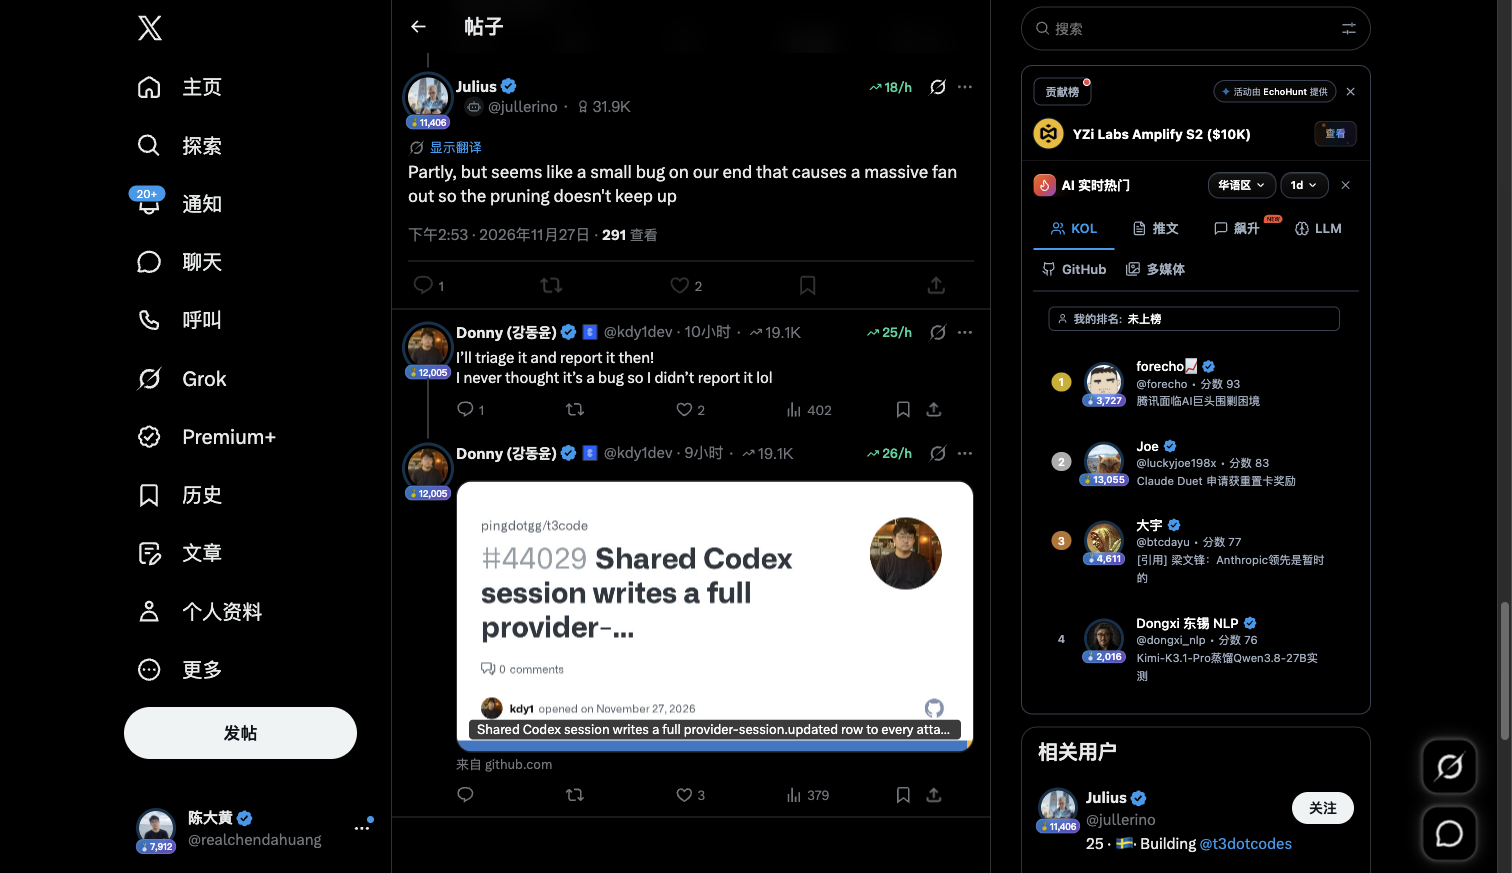 主页
探索
20+
通知
聊天
呼叫
Grok
Premium+
历史
文章
个人资料
更多
发帖
陈大黄
@realchendahuang
7,912
帖子
Julius
@jullerino · 31.9K
18/h
11,406
显示翻译
Partly, but seems like a small bug on our end that causes a massive fan
out so the pruning doesn't keep up
下午2:53 · 2026年11月27日 · 291 查看
1
2
Donny (강동윤) @kdy1dev · 10小时 · 19.1K
25/h
12,005
I’ll triage it and report it then!
I never thought it’s a bug so I didn’t report it lol
1
2
402
Donny (강동윤) @kdy1dev · 9小时 · 19.1K
26/h
12,005
pingdotgg/t3code
#44029 Shared Codex
session writes a full
provider-...
0 comments
kdy1 opened on November 27, 2026
Shared Codex session writes a full provider-session.updated row to every atta...
来自 github.com
3
379
搜索
贡献榜
活动由 EchoHunt 提供
YZi Labs Amplify S2 ($10K)
查看
AI 实时热门
华语区
1d
KOL
推文
飙升
NEW
LLM
GitHub
多媒体
我的排名: 未上榜
1
forecho
@forecho · 分数 93
3,727
腾讯面临AI巨头围剿困境
2
Joe
@luckyjoe198x · 分数 83
13,055
Claude Duet 申请获重置卡奖励
3
大宇
@btcdayu · 分数 77
4,611
[引用] 梁文锋：Anthropic领先是暂时
的
4
Dongxi 东锡 NLP
@dongxi_nlp · 分数 76
2,016
Kimi-K3.1-Pro蒸馏Qwen3.8-27B实
测
相关用户
Julius
@jullerino
11,406
关注
25 · 🇸🇪· Building @t3dotcodes